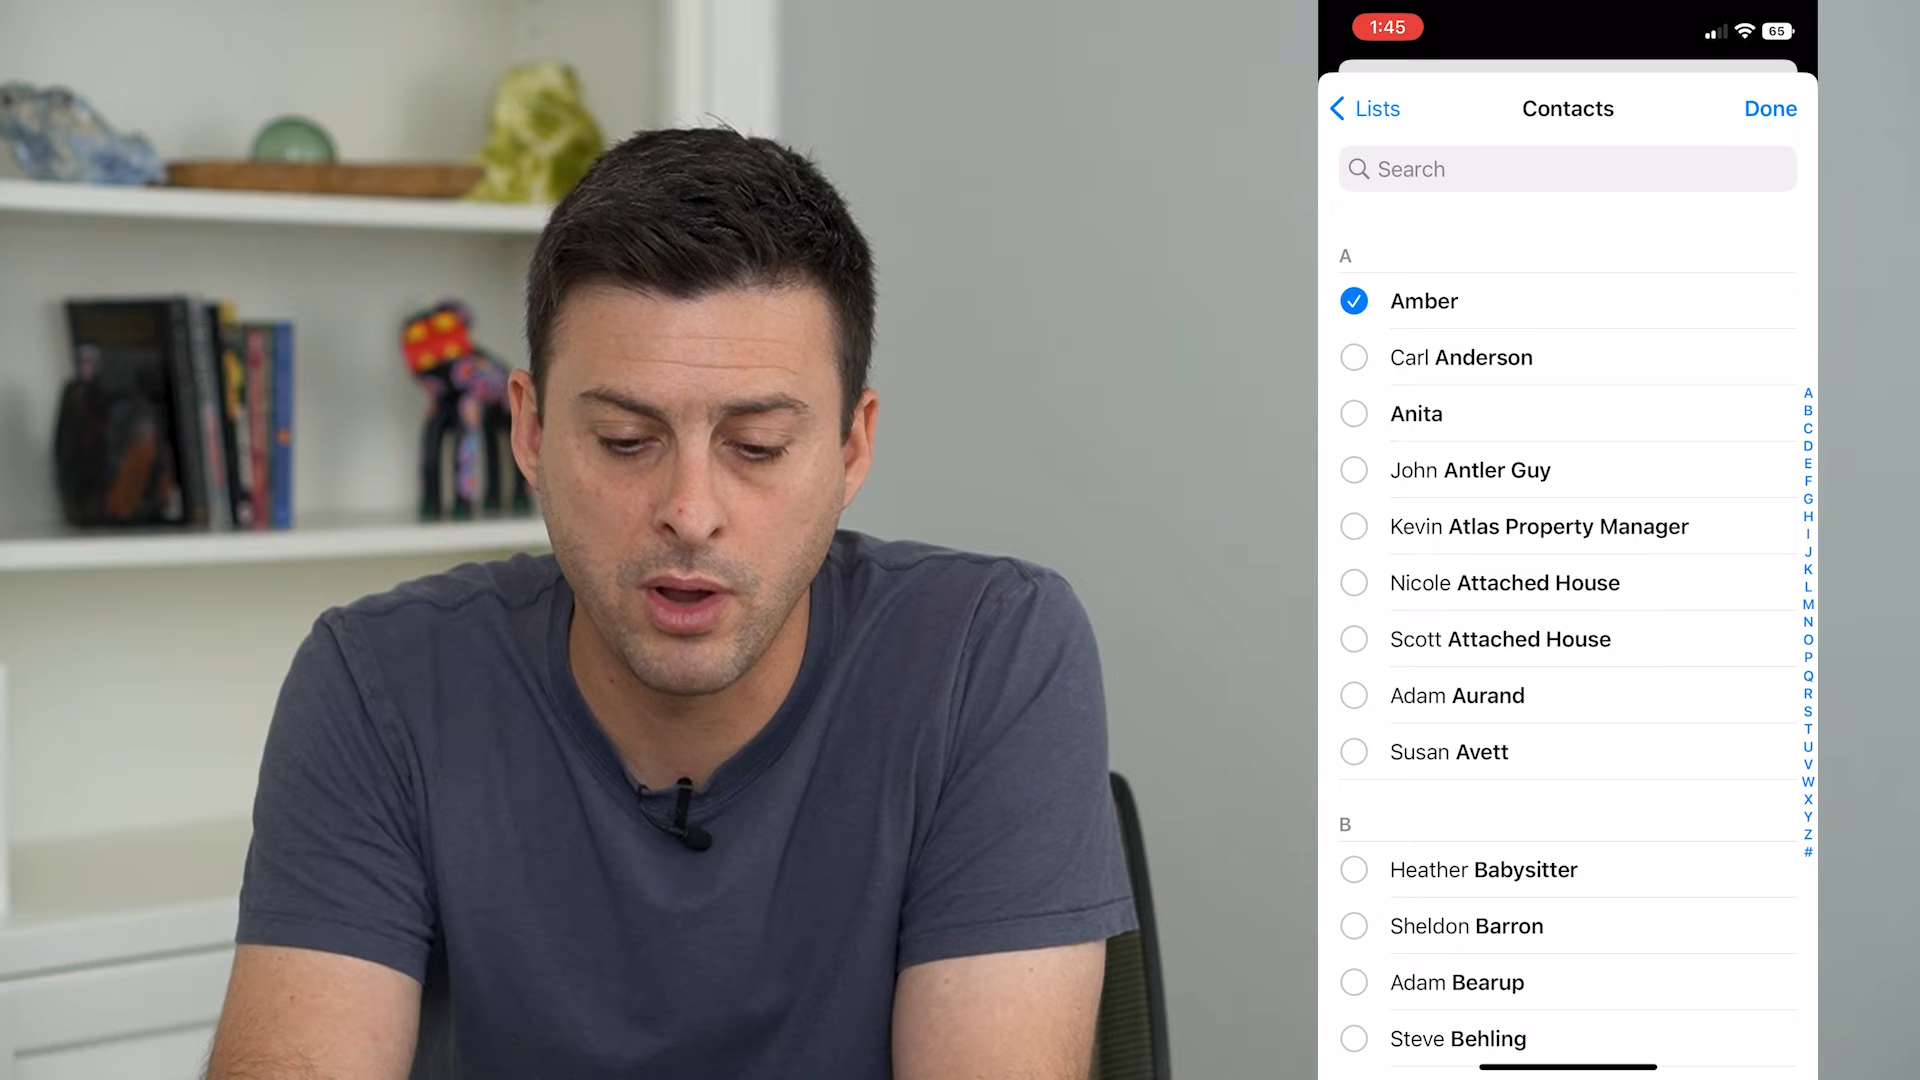 1:45
65
Lists
Contacts
Done
Search
A
Amber
Carl Anderson
Anita
John Antler Guy
Kevin Atlas Property Manager
Nicole Attached House
Scott Attached House
Adam Aurand
Susan Avett
B
Heather Babysitter
Sheldon Barron
Adam Bearup
Steve Behling
A
B
C
D
E
F
G
H
I
J
K
L
M
N
O
P
Q
R
S
T
U
V
W
X
Y
Z
#